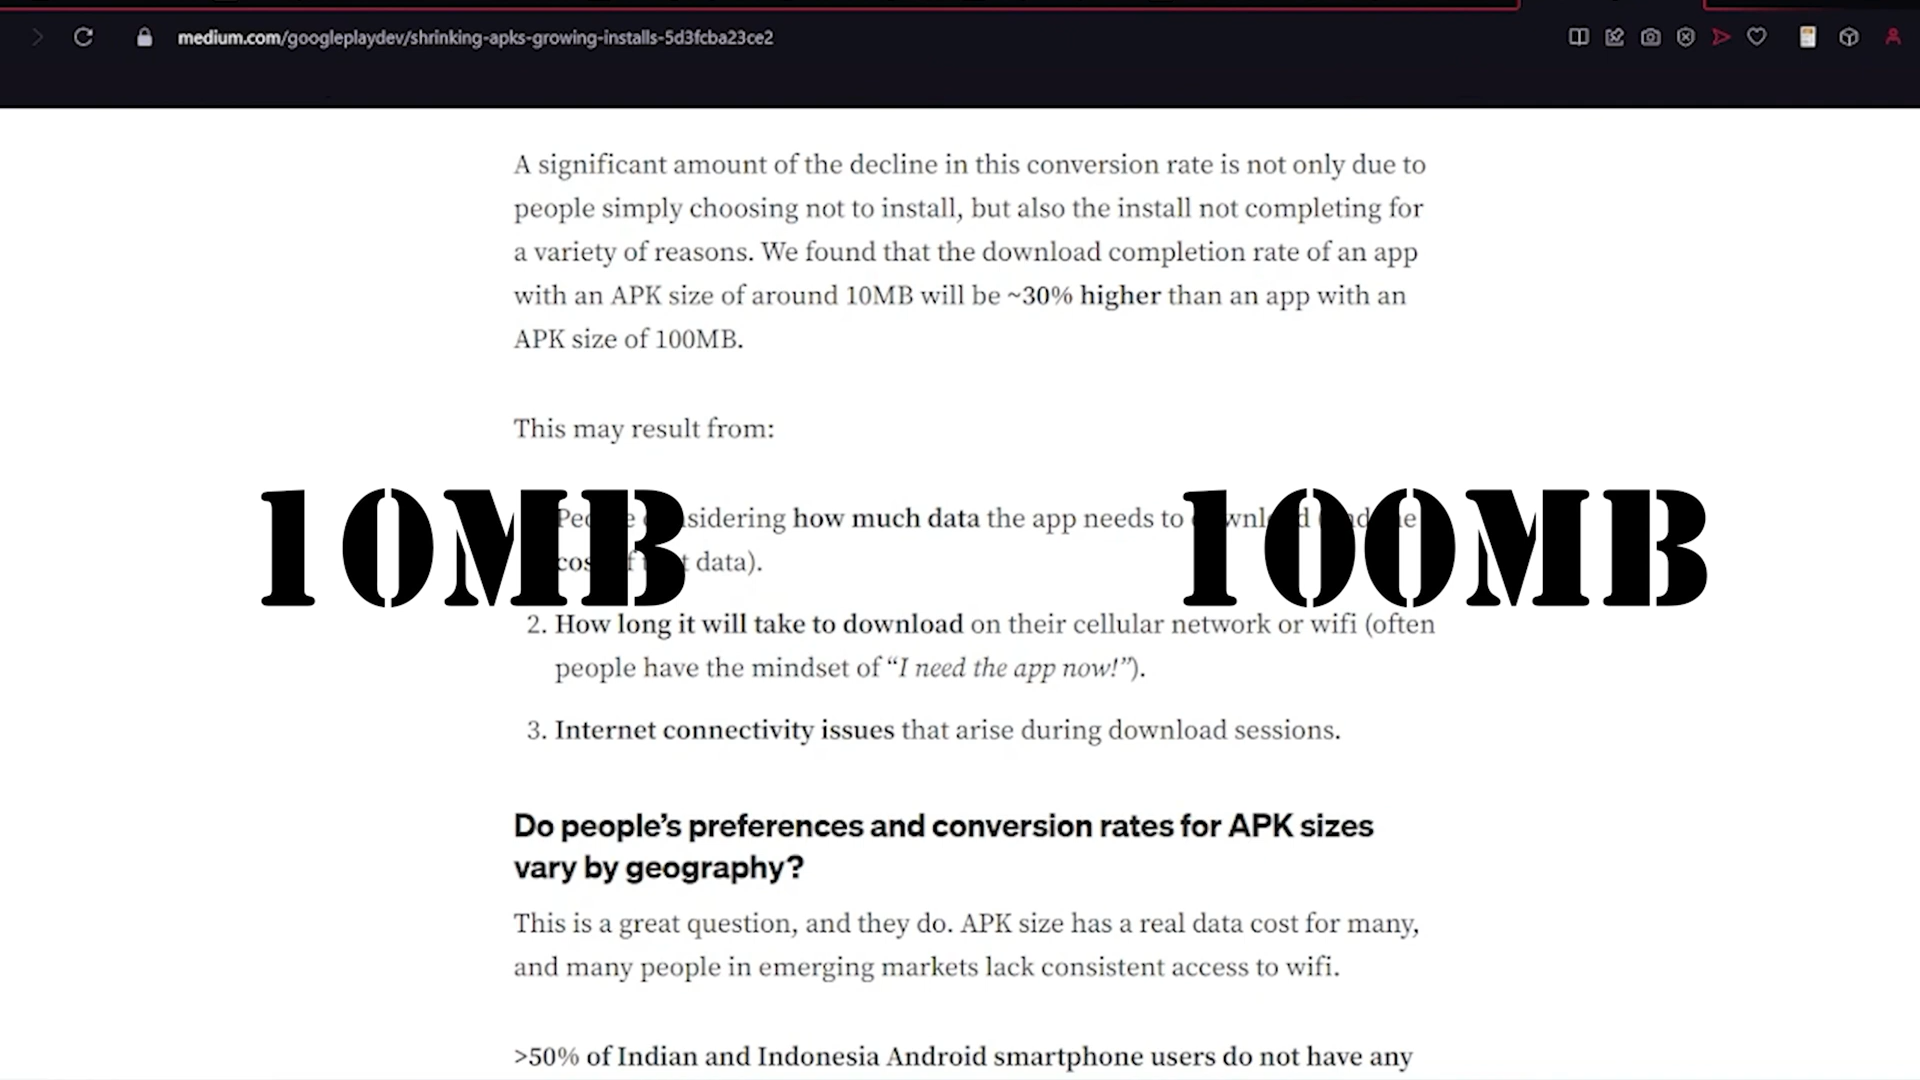 medium.com/googleplaydev/shrinking-apks-growing-installs-5d3fcba23ce2
A significant amount of the decline in this conversion rate is not only due to
people simply choosing not to install, but also the install not completing for
a variety of reasons. We found that the download completion rate of an app
with an APK size of around 10MB will be ~30% higher than an app with an
APK size of 100MB.
This may result from:
how much data the app needs to
data).
10MB
100MB
2. How long it will take to download on their cellular network or wifi (often
people have the mindset of “I need the app now!”).
3. Internet connectivity issues that arise during download sessions.
Do people’s preferences and conversion rates for APK sizes
vary by geography?
This is a great question, and they do. APK size has a real data cost for many,
and many people in emerging markets lack consistent access to wifi.
>50% of Indian and Indonesia Android smartphone users do not have any